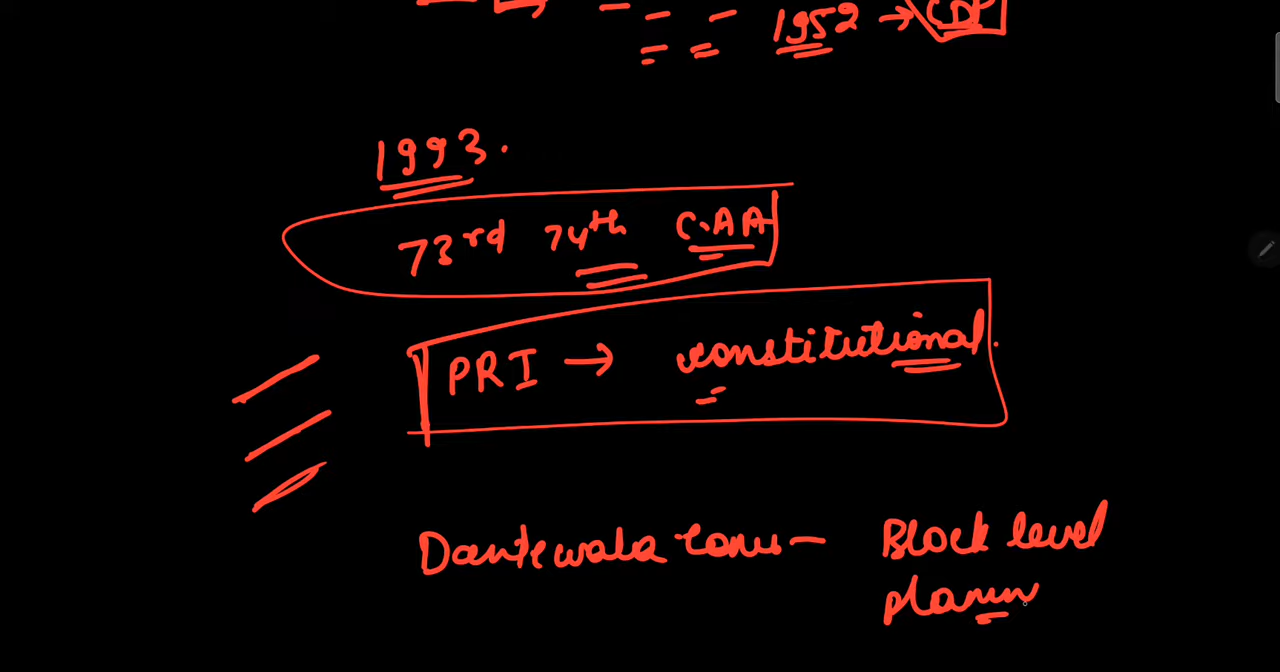 1952 → CDP
1993.
73rd 74th C.AA
PRI → constitutional.
Dantewala Comm — Block level
plann